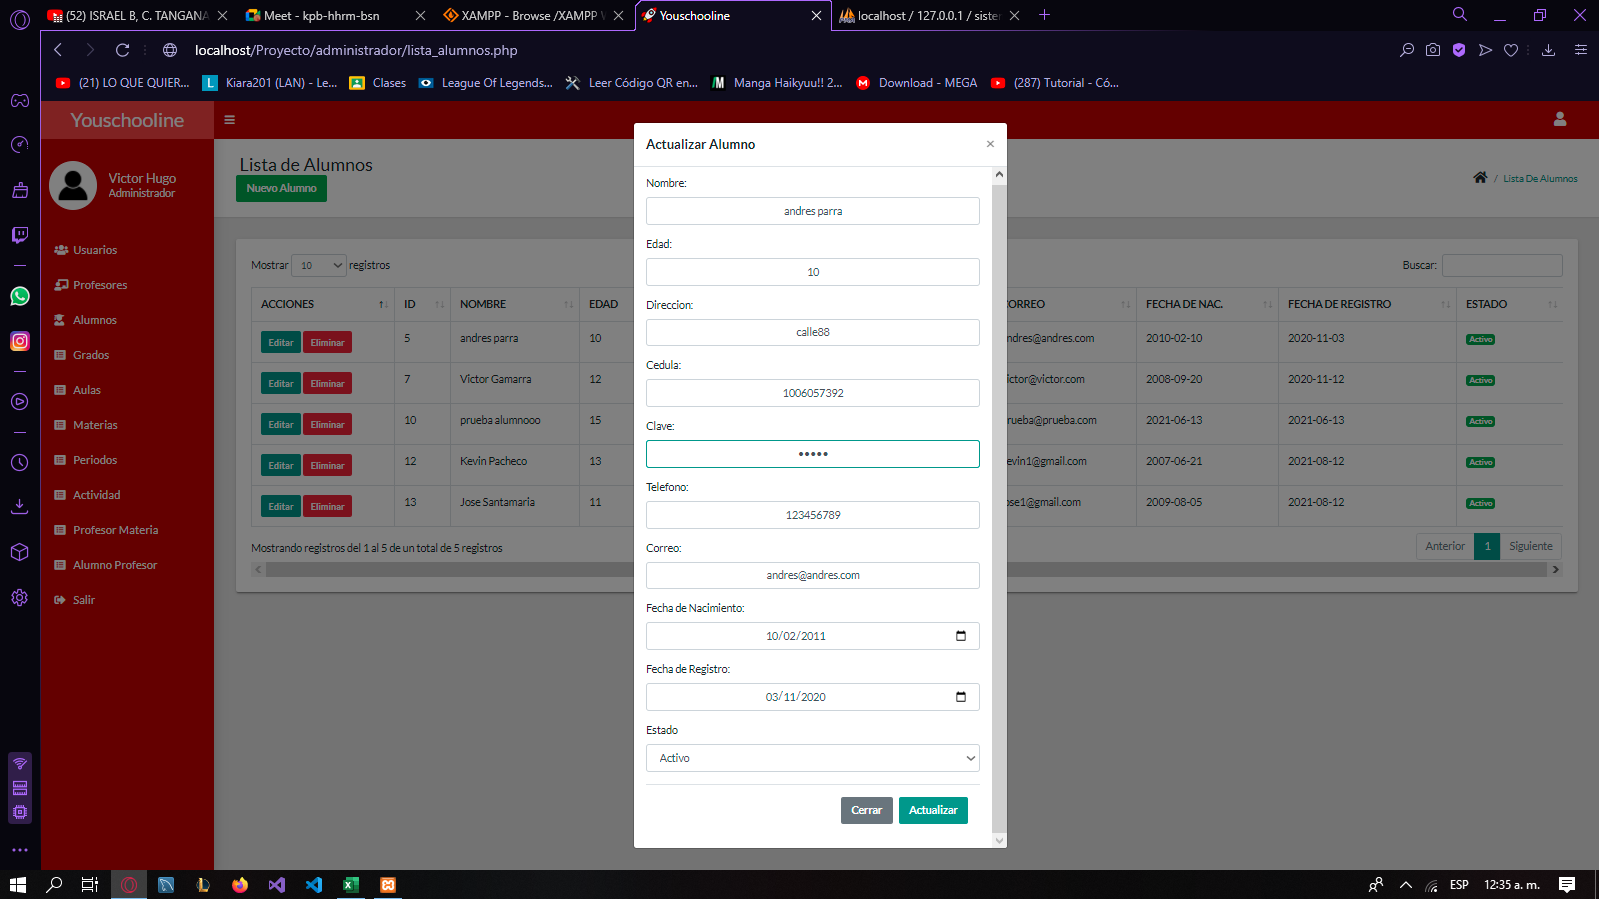 (52) ISRAEL B, C. TANGANA
Meet - kpb-hhrm-bsn
XAMPP - Browse /XAMPP
Youschooline
localhost / 127.0.0.1 / sister
localhost/Proyecto/administrador/lista_alumnos.php
(21) LO QUE QUIER...
Kiara201 (LAN) - Le...
Clases
League Of Legends...
Leer Código QR en...
Manga Haikyuu!! 2...
Download - MEGA
(287) Tutorial - Có...
Youschooline
Victor Hugo
Administrador
Usuarios
Profesores
Alumnos
Grados
Aulas
Materias
Periodos
Actividad
Profesor Materia
Alumno Profesor
Salir
Lista de Alumnos
Nuevo Alumno
/ Lista De Alumnos
Mostrar 10 registros
Buscar:
ACCIONES ID NOMBRE EDAD CORREO FECHA DE NAC. FECHA DE REGISTRO ESTADO
Editar Eliminar 5 andres parra 10 ndres@andres.com 2010-02-10 2020-11-03 Activo
Editar Eliminar 7 Victor Gamarra 12 ictor@victor.com 2008-09-20 2020-11-12 Activo
Editar Eliminar 10 prueba alumnooo 15 rueba@prueba.com 2021-06-13 2021-06-13 Activo
Editar Eliminar 12 Kevin Pacheco 13 evin1@gmail.com 2007-06-21 2021-08-12 Activo
Editar Eliminar 13 Jose Santamaria 11 ose1@gmail.com 2009-08-05 2021-08-12 Activo
Mostrando registros del 1 al 5 de un total de 5 registros
Anterior 1 Siguiente
Actualizar Alumno ×
Nombre:
andres parra
Edad:
10
Direccion:
calle88
Cedula:
1006057392
Clave:
•••••
Telefono:
123456789
Correo:
andres@andres.com
Fecha de Nacimiento:
10/02/2011
Fecha de Registro:
03/11/2020
Estado
Activo
Cerrar Actualizar
ESP 12:35 a. m.